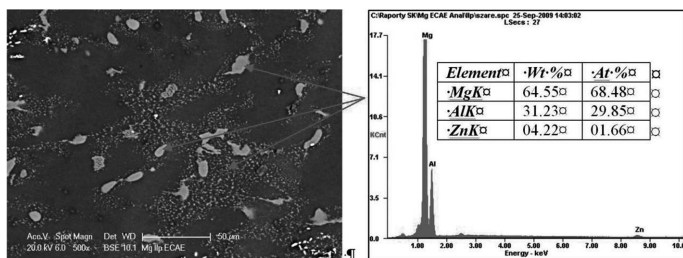 C:\Raporty SK\Mg ECAE Anal\IIp\szare.spc 25-Sep-2009 14:03:02
LSecs : 27
17.7
14.1
10.6
KCnt
7.1
3.5
0.0
Mg
Al
Zn
Element¤ ·Wt·%¤ ·At·%¤ ¤
·MgK¤ 64.55¤ 68.48¤ ¤
·AlK¤ 31.23¤ 29.85¤ ¤
·ZnK¤ 04.22¤ 01.66¤ ¤
1.00 2.00 3.00 4.00 5.00 6.00 7.00 8.00 9.00 10.
Energy - keV
Acc.V Spot Magn Det WD 50 µm
20.0 kV 6.0 500x BSE 10.1 Mg IIp ECAE
¶